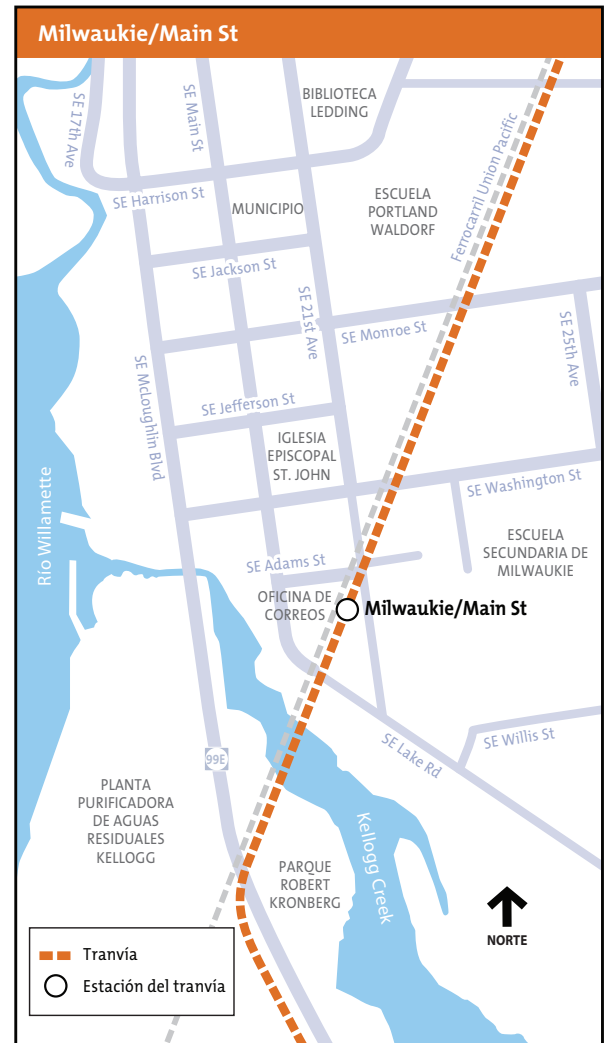 Milwaukie/Main St
SE 17th Ave
SE Main St
BIBLIOTECA
LEDDING
Ferrocarril Union Pacific
SE Harrison St
MUNICIPIO
ESCUELA
PORTLAND
WALDORF
SE Jackson St
SE 21st Ave
SE Monroe St
SE 25th Ave
SE McLoughlin Blvd
SE Jefferson St
IGLESIA
EPISCOPAL
ST. JOHN
SE Washington St
Río Willamette
ESCUELA
SECUNDARIA DE
MILWAUKIE
SE Adams St
OFICINA DE
CORREOS
Milwaukie/Main St
99E
SE Lake Rd
SE Willis St
PLANTA
PURIFICADORA
DE AGUAS
RESIDUALES
KELLOGG
Kellogg Creek
PARQUE
ROBERT
KRONBERG
NORTE
Tranvía
Estación del tranvía